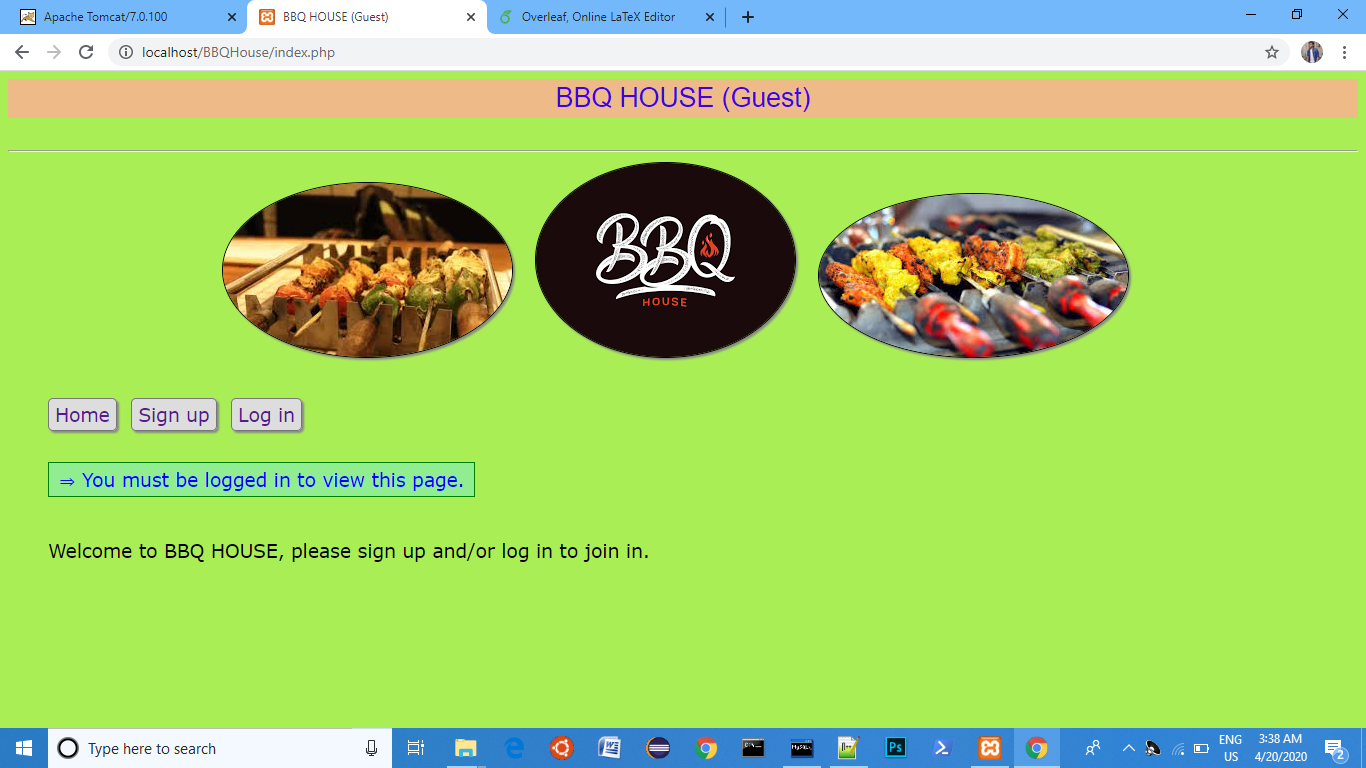 Apache Tomcat/7.0.100
BBQ HOUSE (Guest)
Overleaf, Online LaTeX Editor
localhost/BBQHouse/index.php
BBQ HOUSE (Guest)
BBQ
HOUSE
Home Sign up Log in
⇒ You must be logged in to view this page.
Welcome to BBQ HOUSE, please sign up and/or log in to join in.
Type here to search
W
MySQL
Ps
ENG
US
3:38 AM
4/20/2020
2